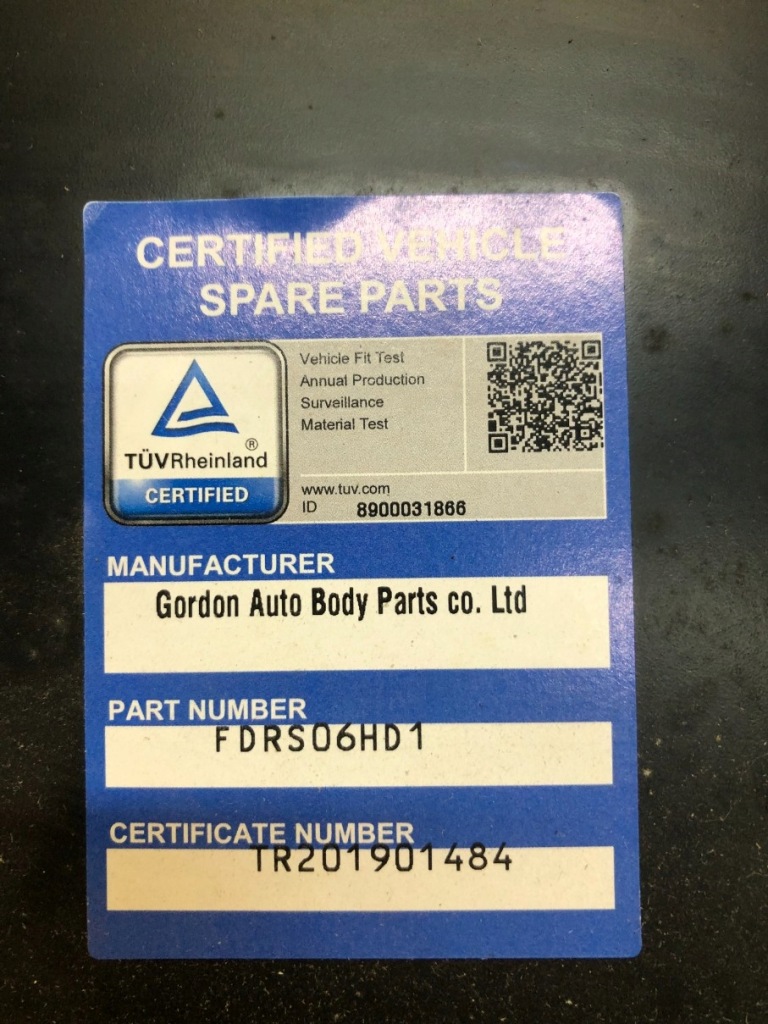 CERTIFIED VEHICLE
SPARE PARTS
Vehicle Fit Test
Annual Production
Surveillance
Material Test
TÜVRheinland®
CERTIFIED
www.tuv.com
ID 8900031866
MANUFACTURER
Gordon Auto Body Parts co. Ltd
PART NUMBER
FDRS06HD1
CERTIFICATE NUMBER
TR201901484